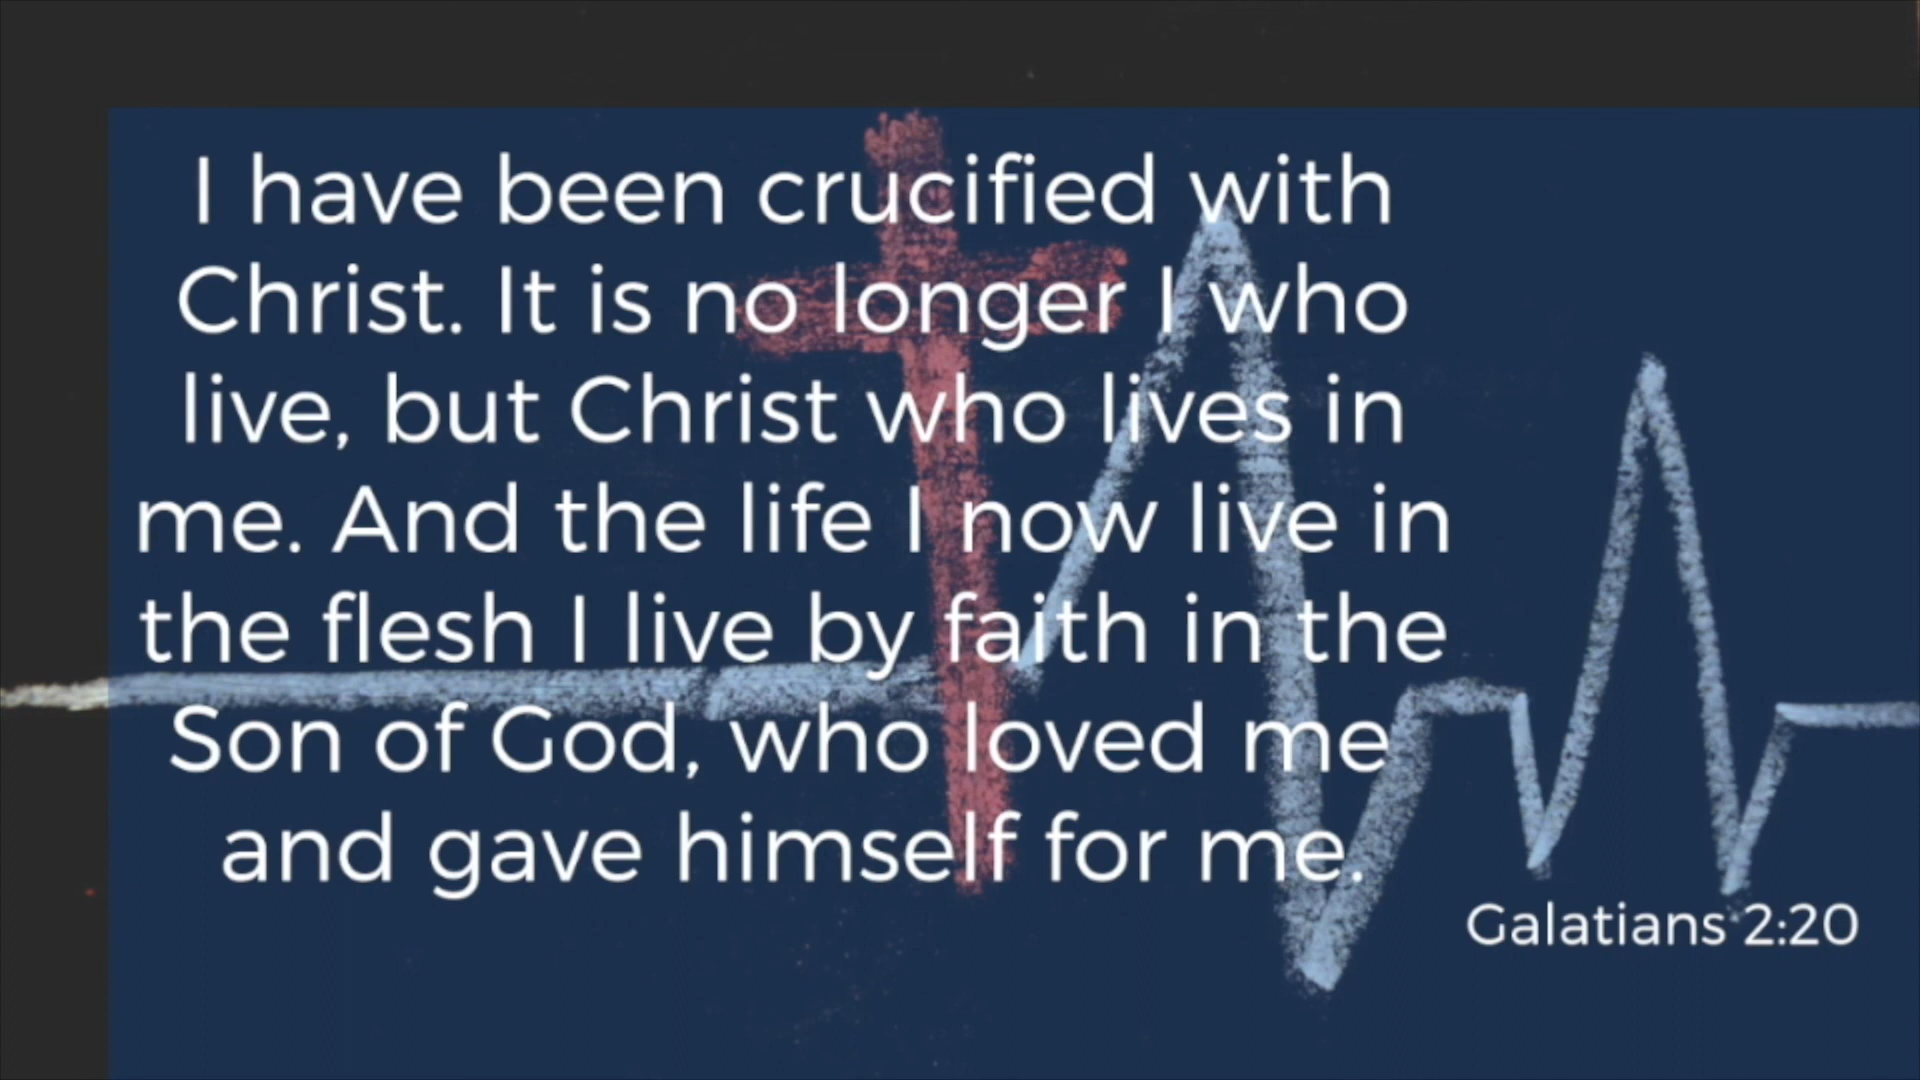 I have been crucified with
Christ. It is no longer I who
live, but Christ who lives in
me. And the life I now live in
the flesh I live by faith in the
Son of God, who loved me
and gave himself for me.
Galatians 2:20